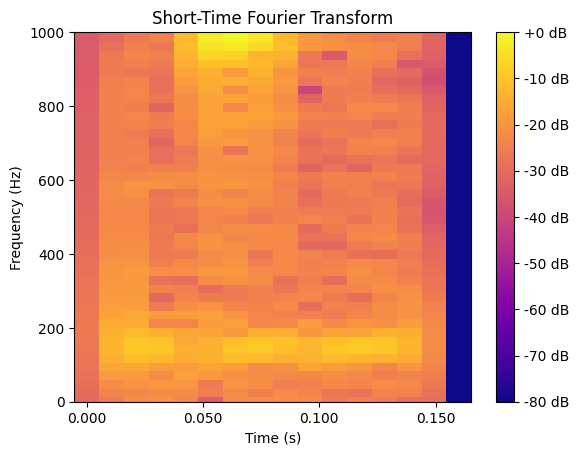 Short-Time Fourier Transform
Frequency (Hz)
1000
800
600
400
200
0
0.000
0.050
0.100
0.150
Time (s)
+0 dB
-10 dB
-20 dB
-30 dB
-40 dB
-50 dB
-60 dB
-70 dB
-80 dB